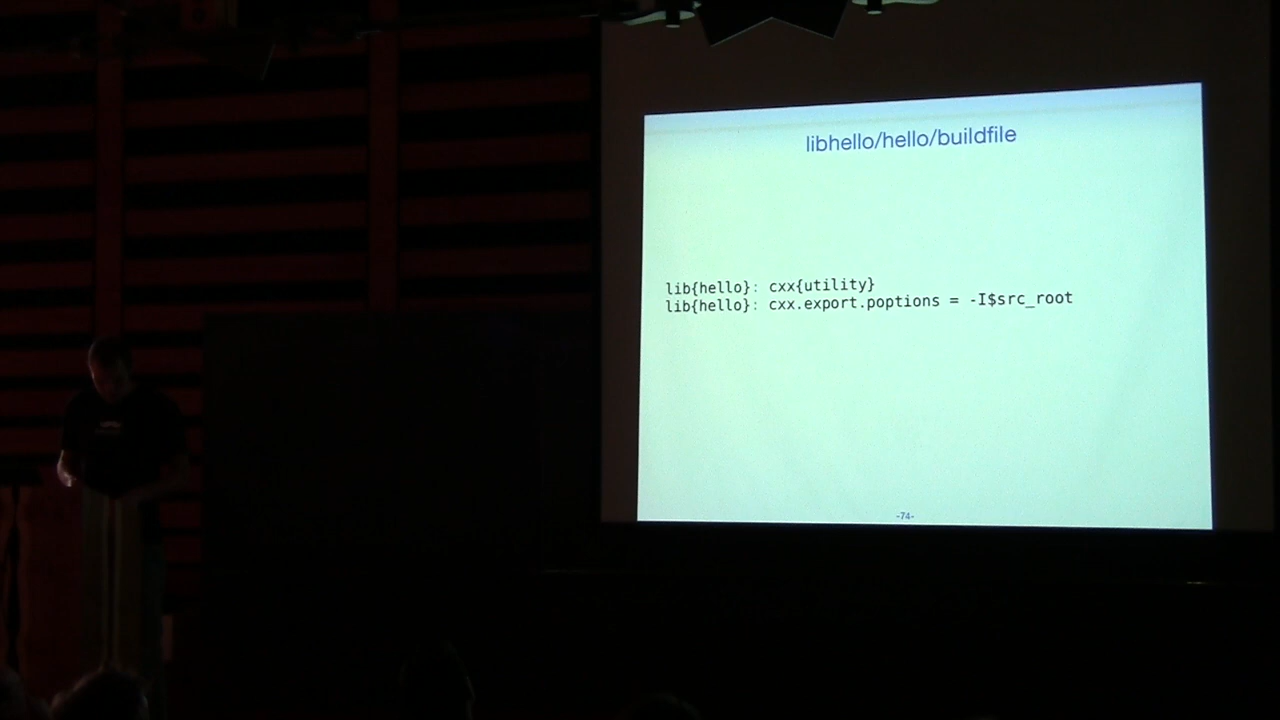 libhello/hello/buildfile
lib{hello}: cxx{utility}
lib{hello}: cxx.export.poptions = -I$src_root
-74-